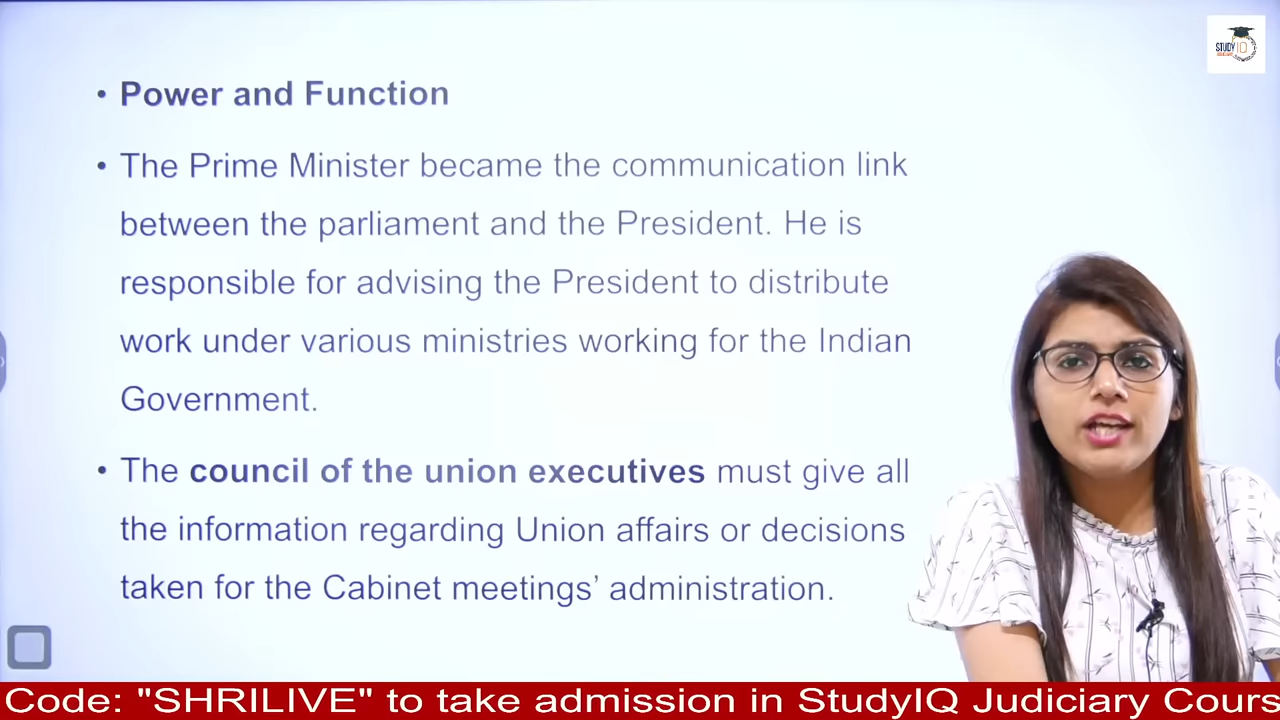 STUDY IQ
• Power and Function
• The Prime Minister became the communication link
between the parliament and the President. He is
responsible for advising the President to distribute
work under various ministries working for the Indian
Government.
• The council of the union executives must give all
the information regarding Union affairs or decisions
taken for the Cabinet meetings’ administration.
Code: "SHRILIVE" to take admission in StudyIQ Judiciary Cours